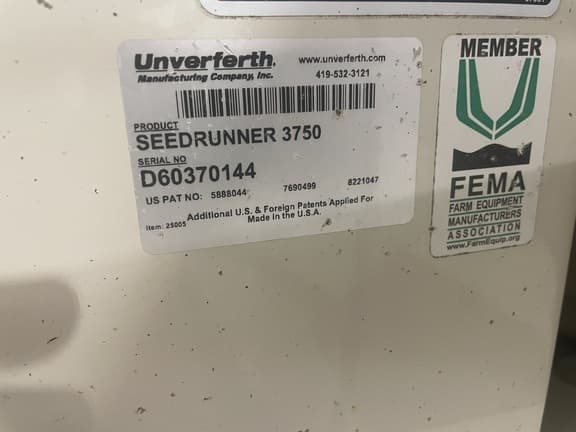 Unverferth
Manufacturing Company, Inc.
www.unverferth.com
419-532-3121
PRODUCT
SEEDRUNNER 3750
SERIAL NO
D60370144
US PAT NO: 5888044 7690499 8221047
Additional U.S. & Foreign Patents Applied For
Made in the U.S.A.
Item: 25005
MEMBER
FEMA
FARM EQUIPMENT
MANUFACTURERS
ASSOCIATION
www.FarmEquip.org